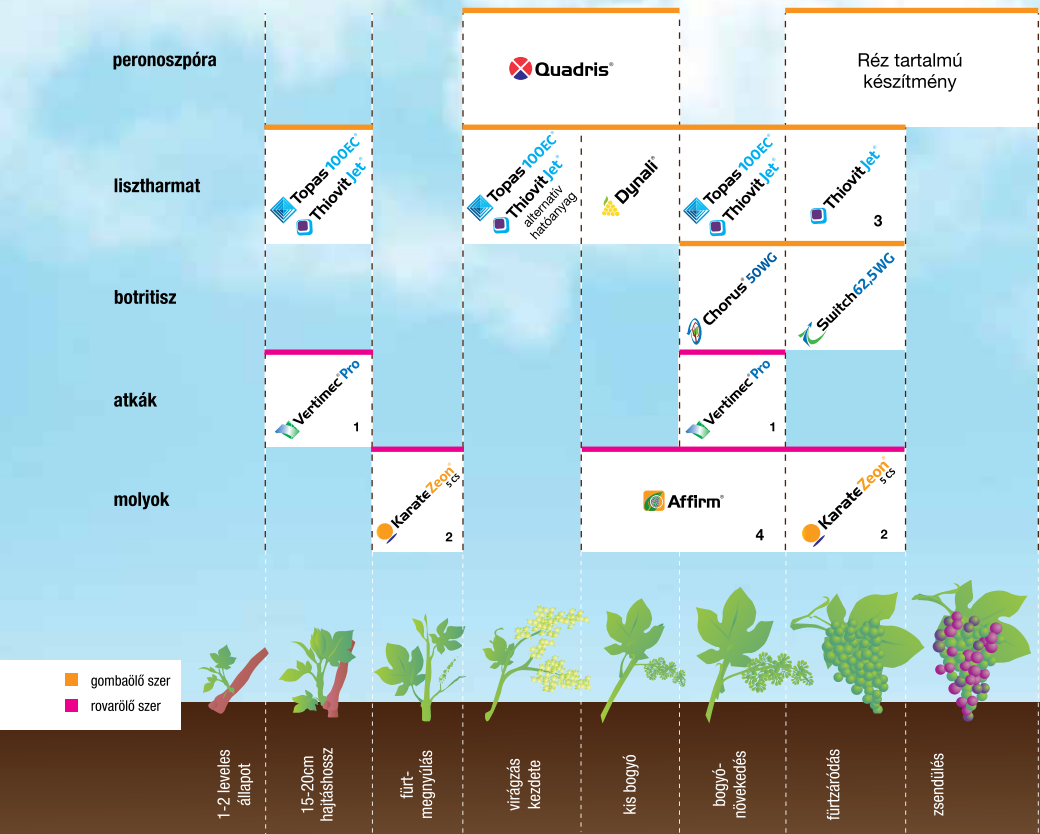 peronoszpóra
Quadris®
Réz tartalmú
készítmény
lisztharmat
Topas 100EC®
Thiovit Jet®
Topas 100EC®
Thiovit Jet®
alternatív
hatóanyag
Dynali®
Topas 100EC®
Thiovit Jet®
Thiovit Jet®
3
botritisz
Chorus® 50WG
Switch 62,5WG
atkák
Vertimec® Pro
1
Vertimec® Pro
1
molyok
Karate Zeon®
5 CS
2
Affirm®
4
Karate Zeon®
5 CS
2
gombaölő szer
rovarölő szer
1-2 leveles
állapot
15-20cm
hajtáshossz
fürt-
megnyúlás
virágzás
kezdete
kis bogyó
bogyó-
növekedés
fürtzáródás
zsendülés